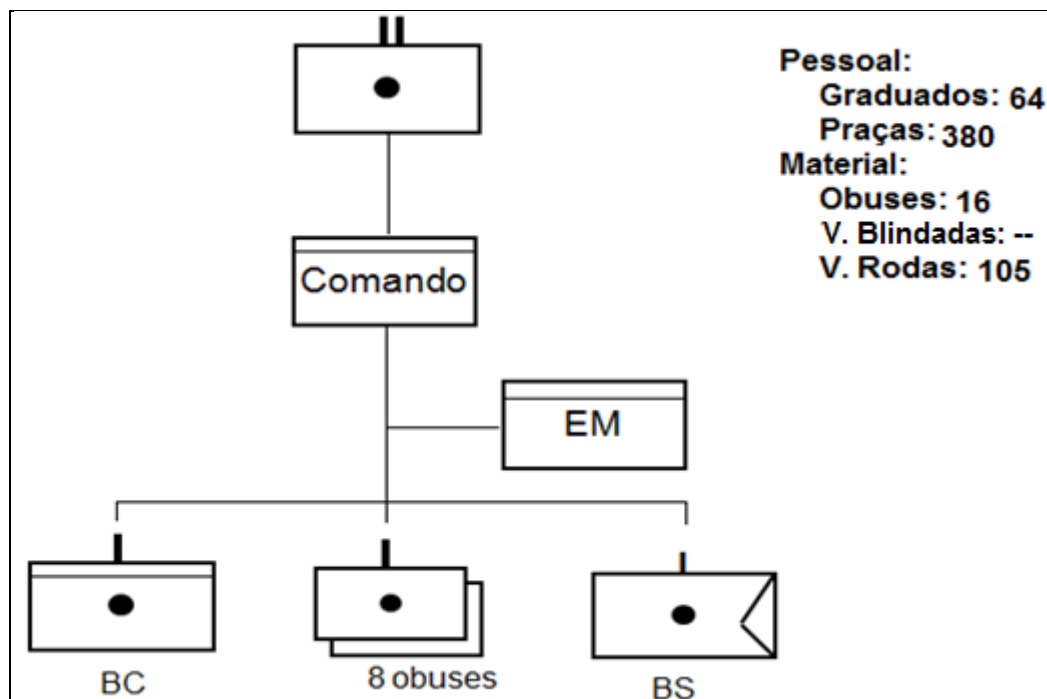 Pessoal:
Graduados: 64
Praças: 380
Material:
Obuses: 16
V. Blindadas: --
V. Rodas: 105
Comando
EM
BC
8 obuses
BS